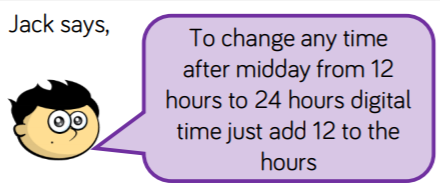 Jack says,
To change any time
after midday from 12
hours to 24 hours digital
time just add 12 to the
hours